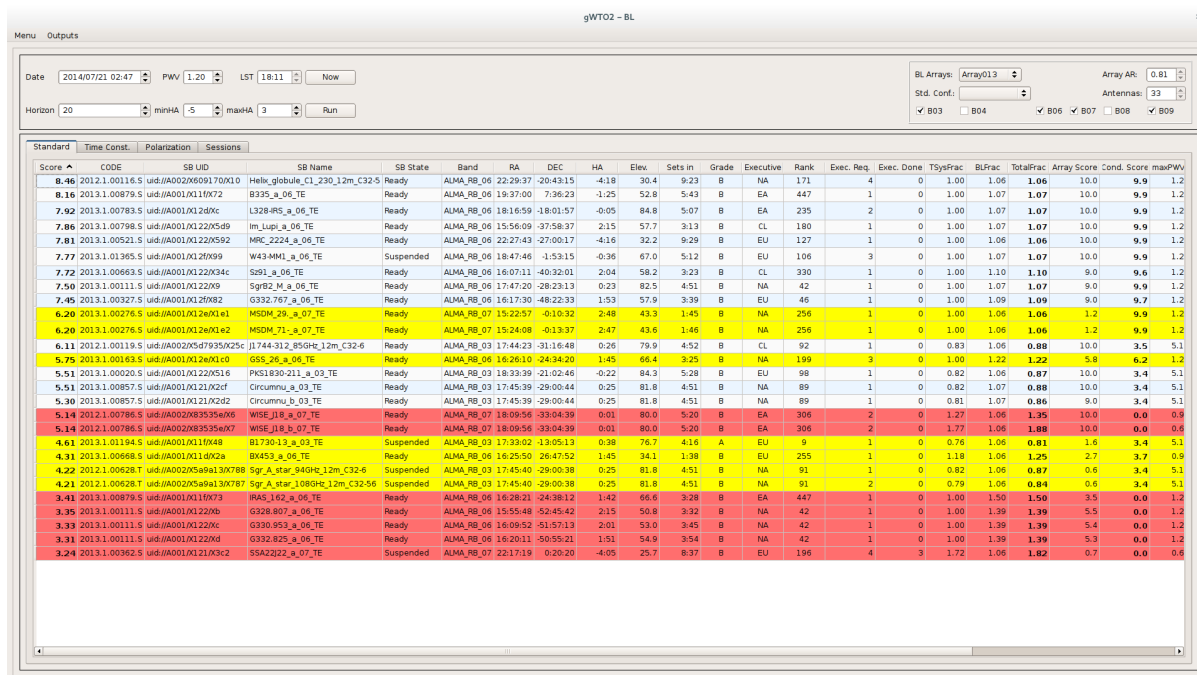 gWTO2 – BL
Menu Outputs
Date 2014/07/21 02:47 PWV 1.20 LST 18:11 Now BL Arrays: Array013 Array AR: 0.81
Std. Conf.: Antennas: 33
Horizon 20 minHA -5 maxHA 3 Run B03 B04 B06 B07 B08 B09
Standard Time Const. Polarization Sessions
Score CODE SB UID SB Name SB State Band RA DEC HA Elev. Sets in Grade Executive Rank Exec. Req. Exec. Done TSysFrac BLFrac TotalFrac Array Score Cond. Score maxPWV
8.46 2012.1.00116.S uid://A002/X609170/X10 Helix_globule_C1_230_12m_C32-5 Ready ALMA_RB_06 22:29:37 -20:43:15 -4:18 30.4 9:23 B NA 171 4 0 1.00 1.06 1.06 10.0 9.9 1.2
8.16 2013.1.00879.S uid://A001/X11f/X72 B335_a_06_TE Ready ALMA_RB_06 19:37:00 7:36:23 -1:25 52.8 5:43 B EA 447 1 0 1.00 1.07 1.07 10.0 9.9 1.2
7.92 2013.1.00783.S uid://A001/X12d/Xc L328-IRS_a_06_TE Ready ALMA_RB_06 18:16:59 -18:01:57 -0:05 84.8 5:07 B EA 235 2 0 1.00 1.07 1.07 10.0 9.9 1.2
7.86 2013.1.00798.S uid://A001/X122/X5d9 Im_Lupi_a_06_TE Ready ALMA_RB_06 15:56:09 -37:58:37 2:15 57.7 3:13 B CL 180 1 0 1.00 1.07 1.07 10.0 9.9 1.2
7.81 2013.1.00521.S uid://A001/X122/X592 MRC_2224_a_06_TE Ready ALMA_RB_06 22:27:43 -27:00:17 -4:16 32.2 9:29 B EU 127 1 0 1.00 1.06 1.06 10.0 9.9 1.2
7.77 2013.1.01365.S uid://A001/X12f/X99 W43-MM1_a_06_TE Suspended ALMA_RB_06 18:47:46 -1:53:15 -0:36 67.0 5:12 B EU 106 3 0 1.00 1.07 1.07 10.0 9.9 1.2
7.72 2013.1.00663.S uid://A001/X122/X34c Sz91_a_06_TE Ready ALMA_RB_06 16:07:11 -40:32:01 2:04 58.2 3:23 B CL 330 1 0 1.00 1.10 1.10 9.0 9.6 1.2
7.50 2013.1.00111.S uid://A001/X122/X9 SgrB2_M_a_06_TE Ready ALMA_RB_06 17:47:20 -28:23:13 0:23 82.5 4:51 B NA 42 1 0 1.00 1.07 1.07 9.0 9.9 1.2
7.45 2013.1.00327.S uid://A001/X12f/X82 G332.767_a_06_TE Ready ALMA_RB_06 16:17:30 -48:22:33 1:53 57.9 3:39 B EU 46 1 0 1.00 1.09 1.09 9.0 9.7 1.2
6.20 2013.1.00276.S uid://A001/X12e/X1e1 MSDM_29._a_07_TE Ready ALMA_RB_07 15:22:57 -0:10:32 2:48 43.3 1:45 B NA 256 1 0 1.00 1.06 1.06 1.2 9.9 1.2
6.20 2013.1.00276.S uid://A001/X12e/X1e2 MSDM_71-_a_07_TE Ready ALMA_RB_07 15:24:08 -0:13:37 2:47 43.6 1:46 B NA 256 1 0 1.00 1.06 1.06 1.2 9.9 1.2
6.11 2012.1.00119.S uid://A002/X5d7935/X25c J1744-312_85GHz_12m_C32-6 Ready ALMA_RB_03 17:44:23 -31:16:48 0:26 79.9 4:52 B CL 92 1 0 0.83 1.06 0.88 10.0 3.5 5.1
5.75 2013.1.00163.S uid://A001/X12e/X1c0 GSS_26_a_06_TE Ready ALMA_RB_06 16:26:10 -24:34:20 1:45 66.4 3:25 B NA 199 3 0 1.00 1.22 1.22 5.8 6.2 1.2
5.51 2013.1.00020.S uid://A001/X122/X516 PKS1830-211_a_03_TE Ready ALMA_RB_03 18:33:39 -21:02:46 -0:22 84.3 5:28 B EU 98 1 0 0.82 1.06 0.87 10.0 3.4 5.1
5.51 2013.1.00857.S uid://A001/X121/X2cf Circumnu_a_03_TE Ready ALMA_RB_03 17:45:39 -29:00:44 0:25 81.8 4:51 B NA 89 1 0 0.82 1.07 0.88 10.0 3.4 5.1
5.30 2013.1.00857.S uid://A001/X121/X2d2 Circumnu_b_03_TE Ready ALMA_RB_03 17:45:39 -29:00:44 0:25 81.8 4:51 B NA 89 1 0 0.81 1.07 0.86 9.0 3.4 5.1
5.14 2012.1.00786.S uid://A002/X83535e/X6 WISE_J18_a_07_TE Ready ALMA_RB_07 18:09:56 -33:04:39 0:01 80.0 5:20 B EA 306 2 0 1.27 1.06 1.35 10.0 0.0 0.9
5.14 2012.1.00786.S uid://A002/X83535e/X7 WISE_J18_b_07_TE Ready ALMA_RB_07 18:09:56 -33:04:39 0:01 80.0 5:20 B EA 306 2 0 1.77 1.06 1.88 10.0 0.0 0.6
4.61 2013.1.01194.S uid://A001/X11f/X48 B1730-13_a_03_TE Suspended ALMA_RB_03 17:33:02 -13:05:13 0:38 76.7 4:16 A EU 9 1 0 0.76 1.06 0.81 1.6 3.4 5.1
4.31 2013.1.00668.S uid://A001/X11d/X2a BX453_a_06_TE Ready ALMA_RB_06 16:25:50 26:47:52 1:45 34.1 1:38 B EU 255 1 0 1.18 1.06 1.25 2.7 3.7 0.9
4.22 2012.1.00628.T uid://A002/X5a9a13/X788 Sgr_A_star_94GHz_12m_C32-6 Suspended ALMA_RB_03 17:45:40 -29:00:38 0:25 81.8 4:51 B NA 91 1 0 0.82 1.06 0.87 0.6 3.4 5.1
4.21 2012.1.00628.T uid://A002/X5a9a13/X787 Sgr_A_star_108GHz_12m_C32-56 Suspended ALMA_RB_03 17:45:40 -29:00:38 0:25 81.8 4:51 B NA 91 2 0 0.79 1.06 0.84 0.6 3.4 5.1
3.41 2013.1.00879.S uid://A001/X11f/X73 IRAS_162_a_06_TE Ready ALMA_RB_06 16:28:21 -24:38:12 1:42 66.6 3:28 B EA 447 1 0 1.00 1.50 1.50 3.5 0.0 1.2
3.35 2013.1.00111.S uid://A001/X122/Xb G328.807_a_06_TE Ready ALMA_RB_06 15:55:48 -52:45:42 2:15 50.8 3:32 B NA 42 1 0 1.00 1.39 1.39 5.5 0.0 1.2
3.33 2013.1.00111.S uid://A001/X122/Xc G330.953_a_06_TE Ready ALMA_RB_06 16:09:52 -51:57:13 2:01 53.0 3:45 B NA 42 1 0 1.00 1.39 1.39 5.4 0.0 1.2
3.31 2013.1.00111.S uid://A001/X122/Xd G332.825_a_06_TE Ready ALMA_RB_06 16:20:11 -50:55:21 1:51 54.9 3:54 B NA 42 1 0 1.00 1.39 1.39 5.3 0.0 1.2
3.24 2013.1.00362.S uid://A001/X121/X3c2 SSA22J22_a_07_TE Suspended ALMA_RB_07 22:17:19 0:20:20 -4:05 25.7 8:37 B EU 196 4 3 1.72 1.06 1.82 0.7 0.0 0.6